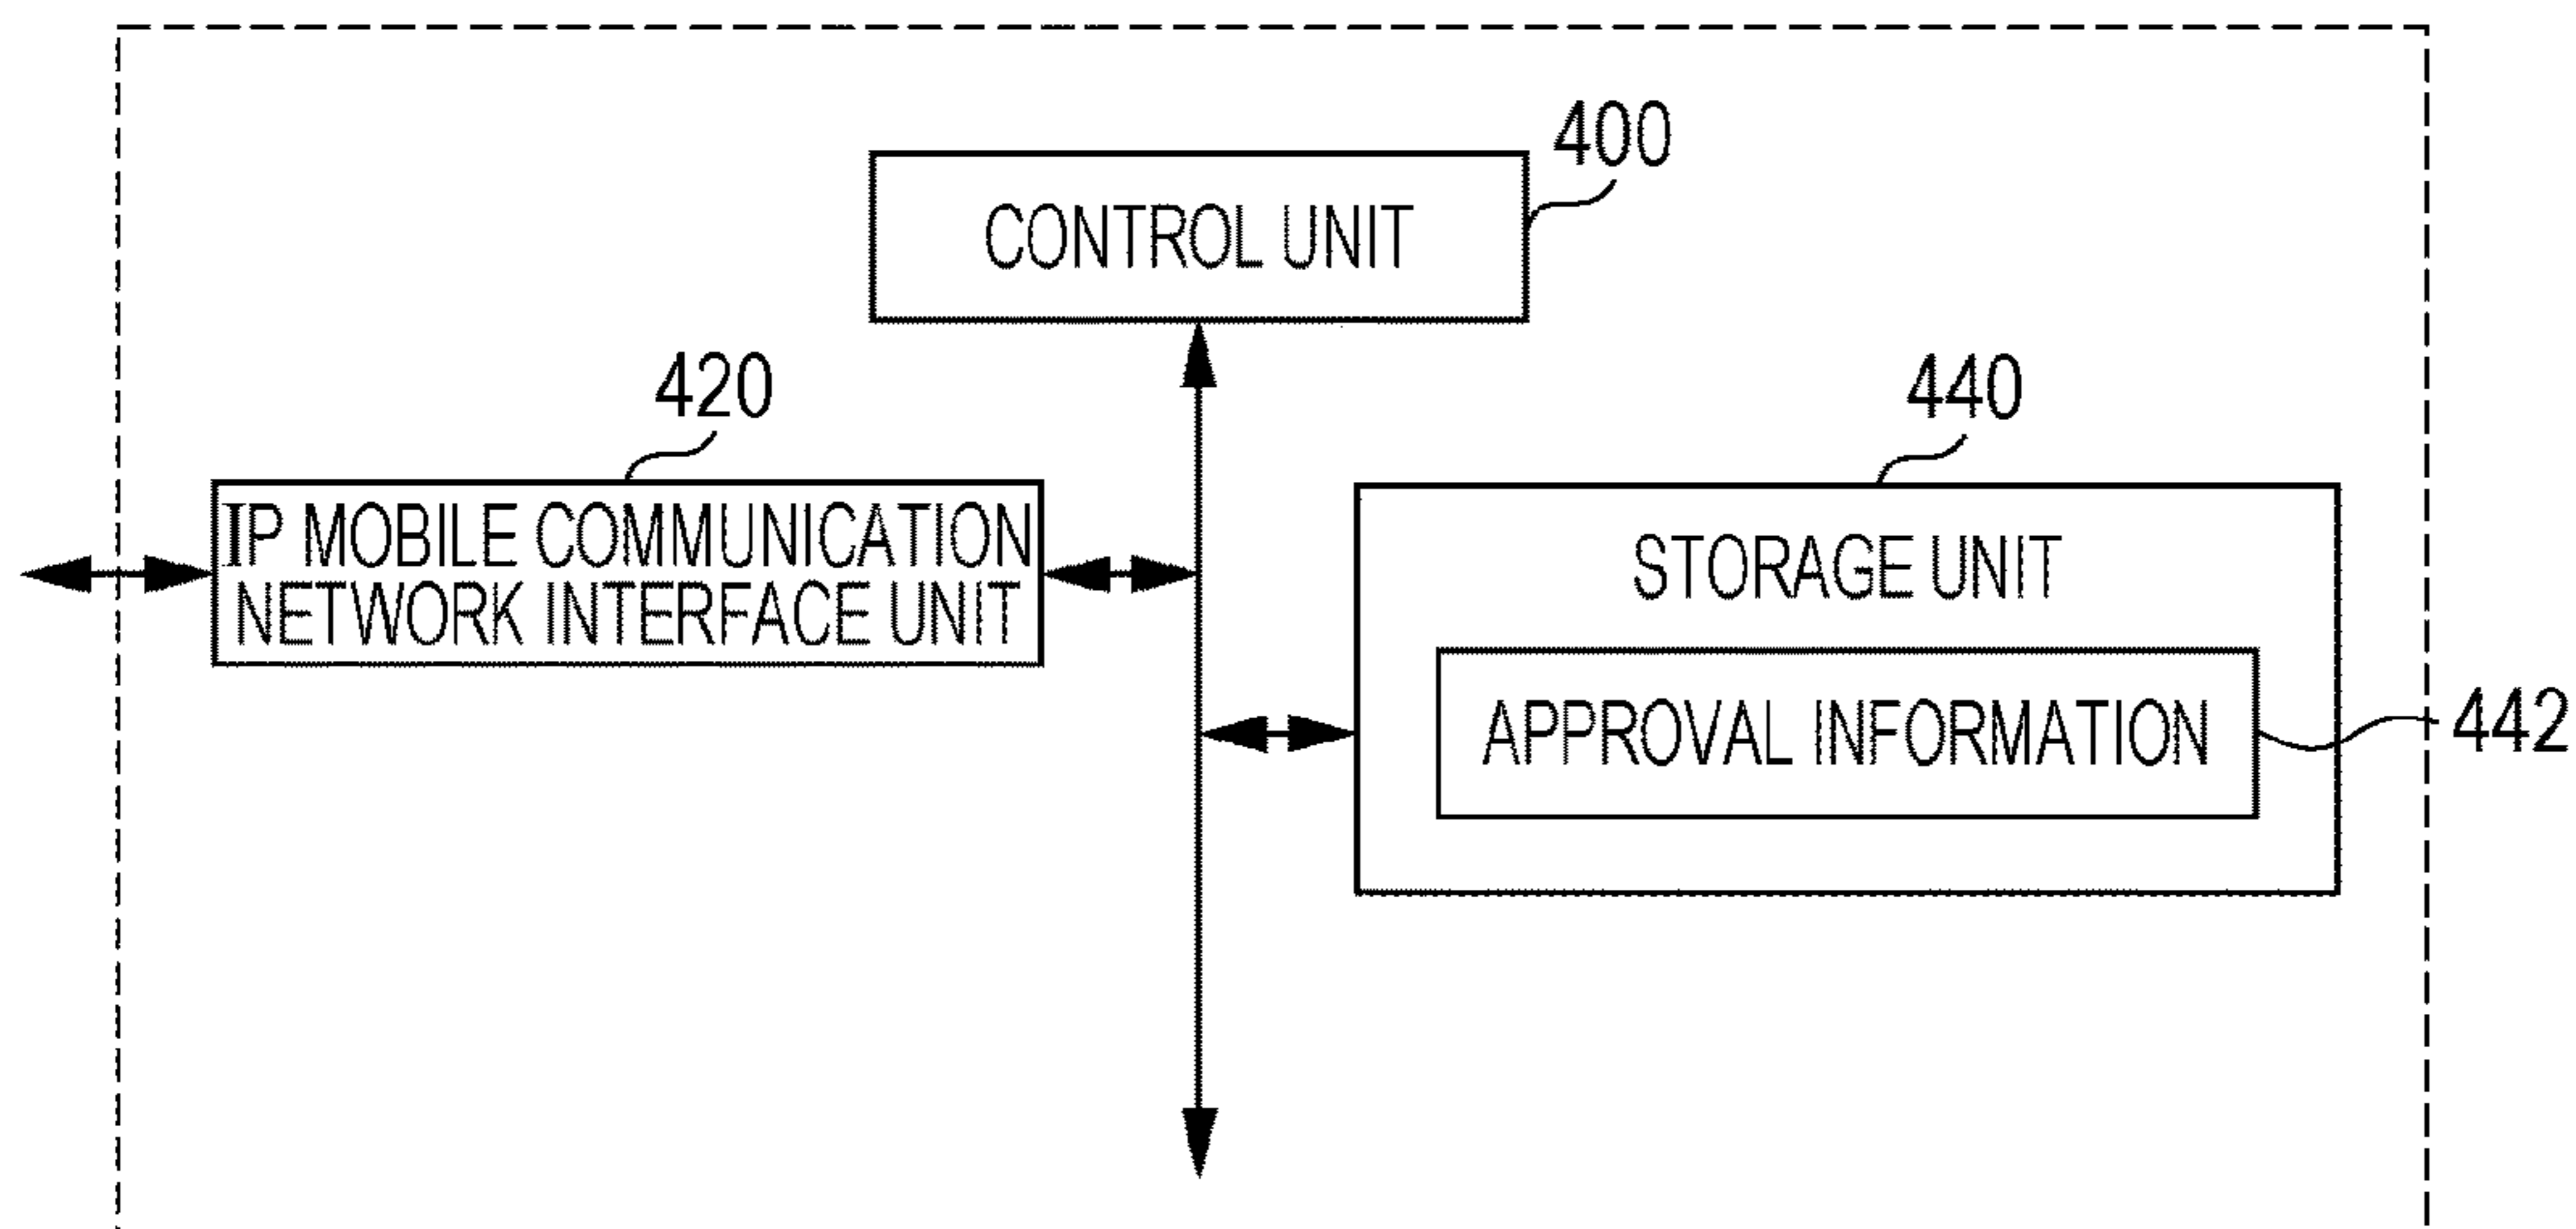 400
CONTROL UNIT
420
440
IP MOBILE COMMUNICATION
NETWORK INTERFACE UNIT
STORAGE UNIT
APPROVAL INFORMATION
442